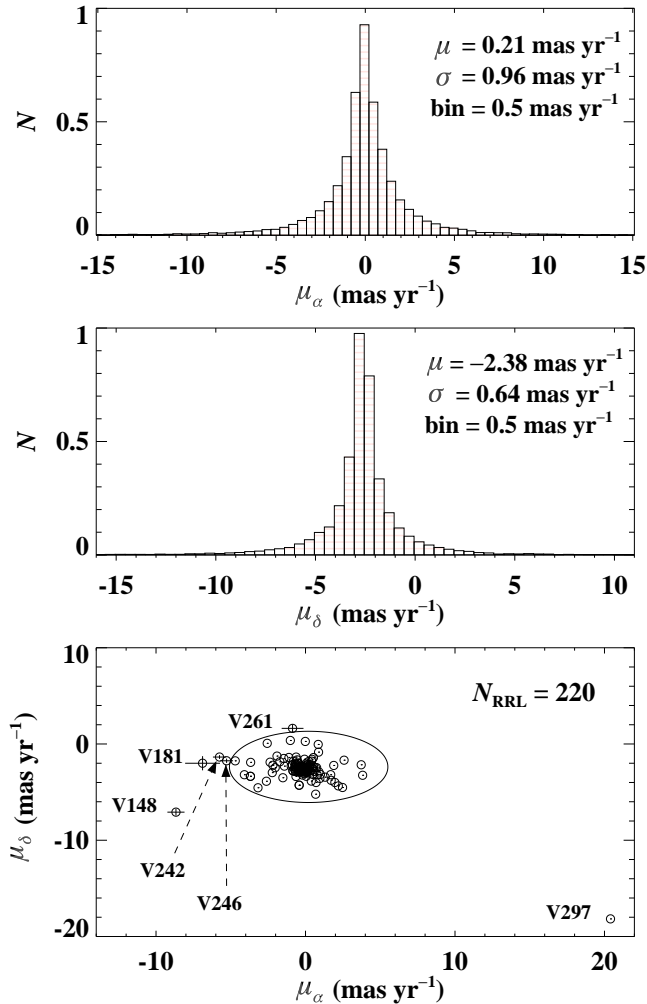 1
μ = 0.21 mas yr⁻¹
σ = 0.96 mas yr⁻¹
bin = 0.5 mas yr⁻¹
N
0.5
0
-15 -10 -5 0 5 10 15
μα (mas yr⁻¹)
1
μ = −2.38 mas yr⁻¹
σ = 0.64 mas yr⁻¹
bin = 0.5 mas yr⁻¹
N
0.5
0
-15 -10 -5 0 5 10
μδ (mas yr⁻¹)
10
N_RRL = 220
V261
0
V181
V148
μδ (mas yr⁻¹)
-10
V242
V246
V297
-20
-10 0 10 20
μα (mas yr⁻¹)